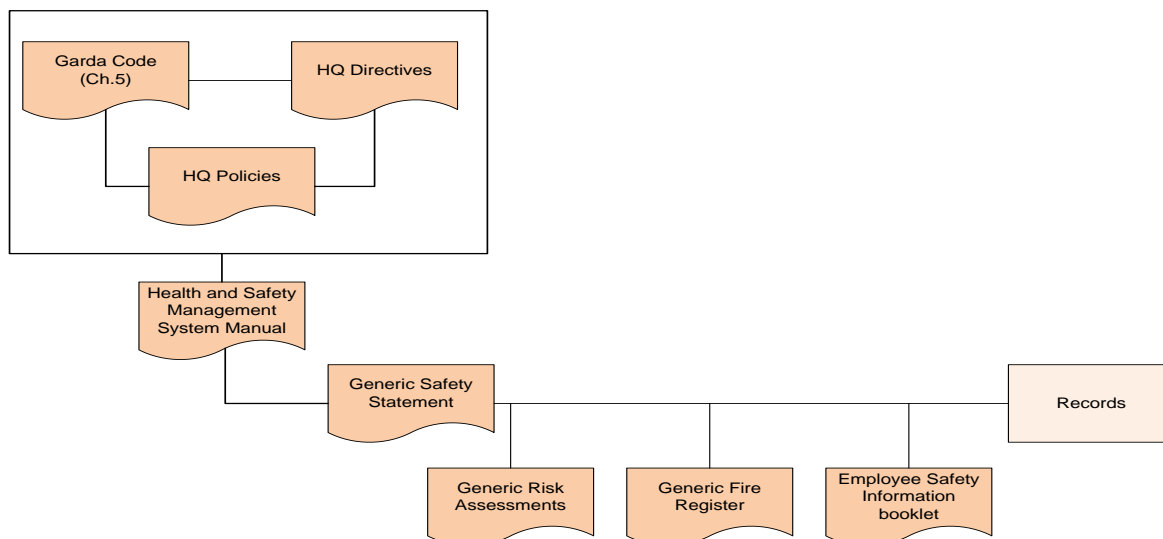 Garda Code
(Ch.5)
HQ Directives
HQ Policies
Health and Safety
Management
System Manual
Generic Safety
Statement
Records
Generic Risk
Assessments
Generic Fire
Register
Employee Safety
Information
booklet